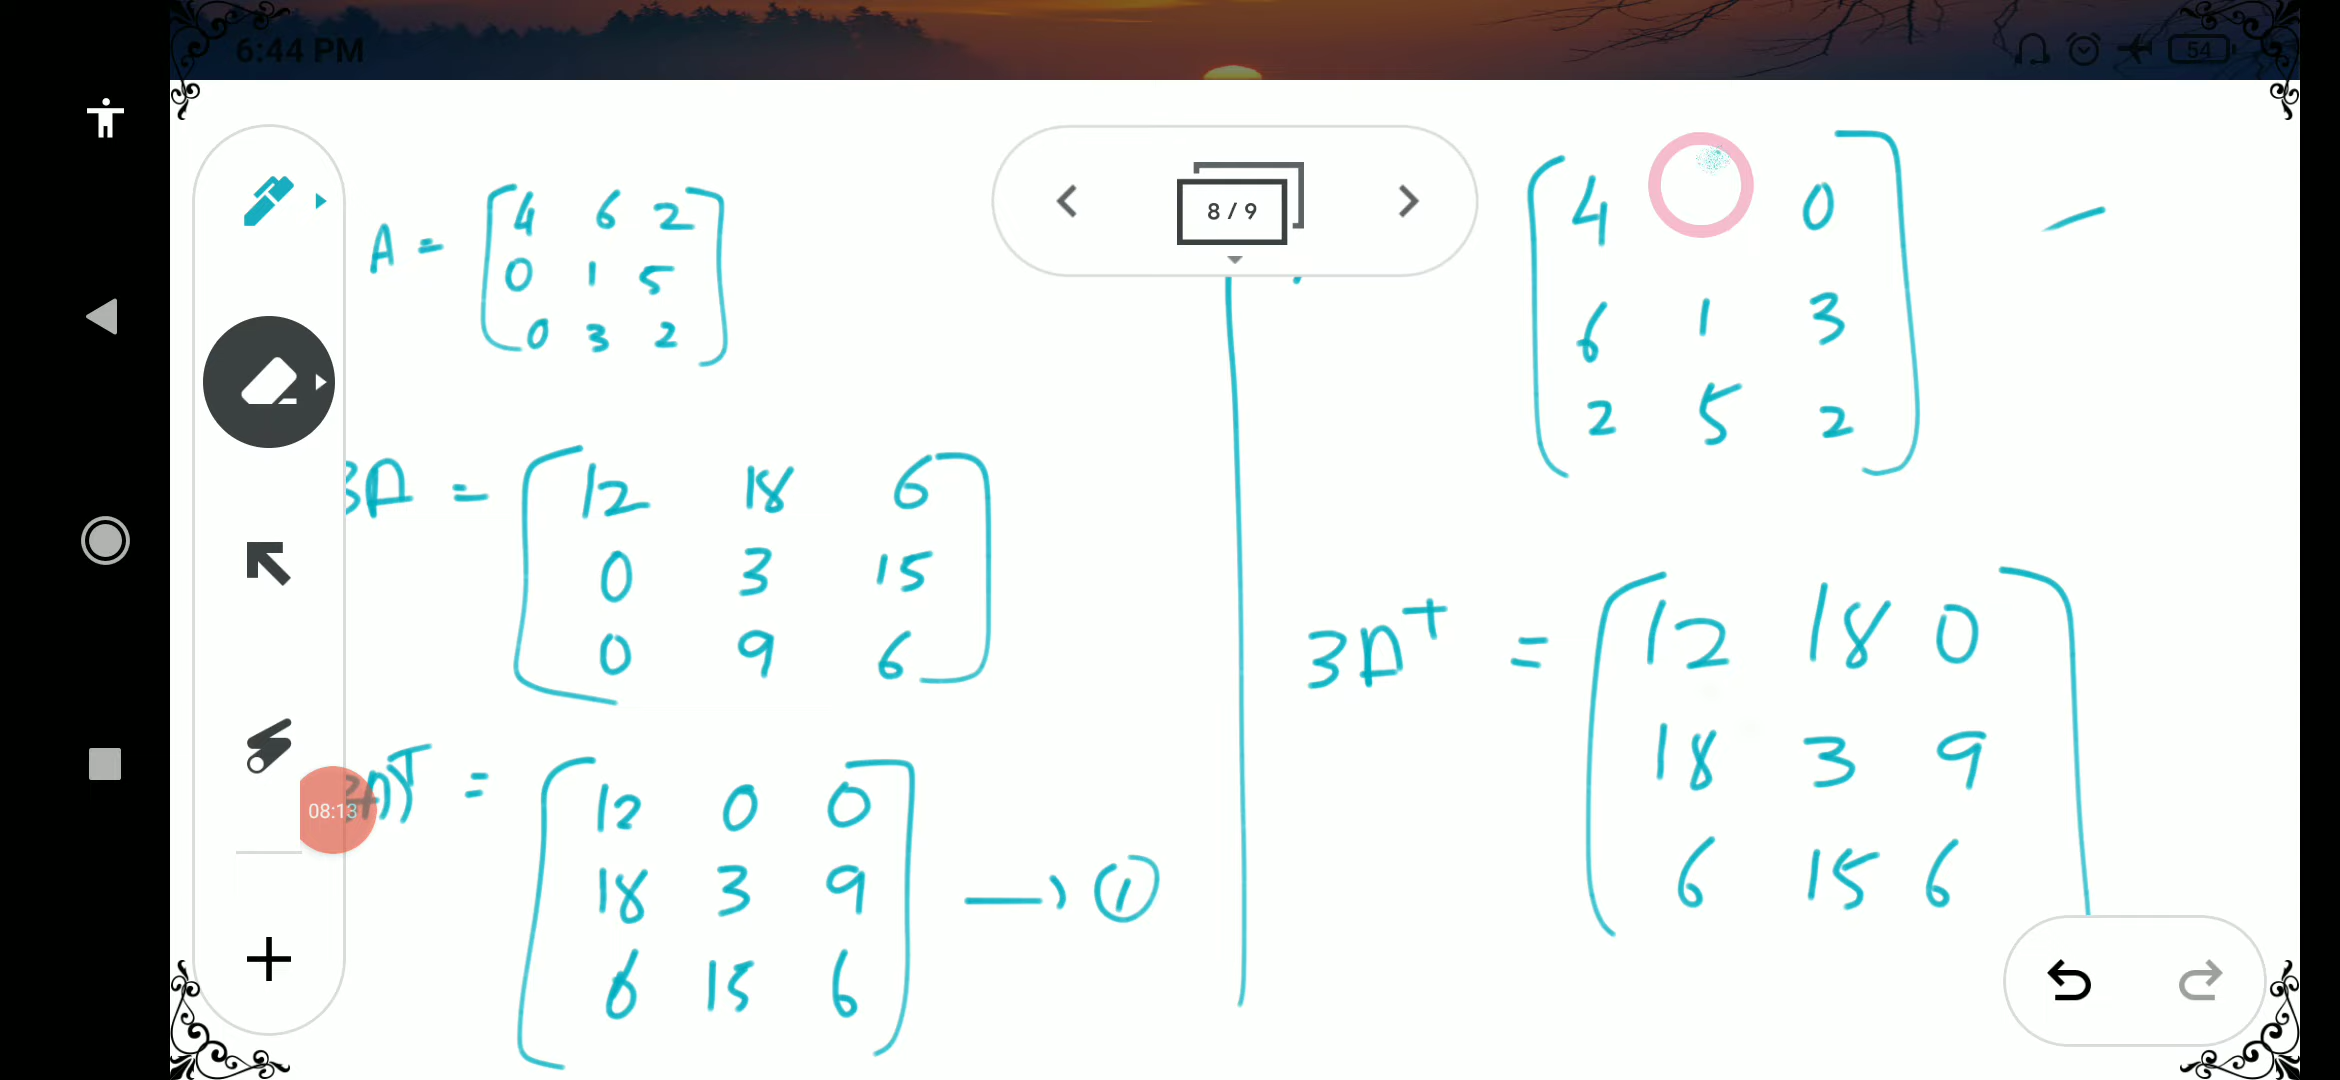 6:44 PM
54
8 / 9
A = [4 6 2
0 1 5
0 3 2]
3A = [12 18 6
0 3 15
0 9 6]
3A)T = [12 0 0
18 3 9
6 15 6] → ①
08:13
[4 0
6 1 3
2 5 2] —
3A^T = [12 18 0
18 3 9
6 15 6